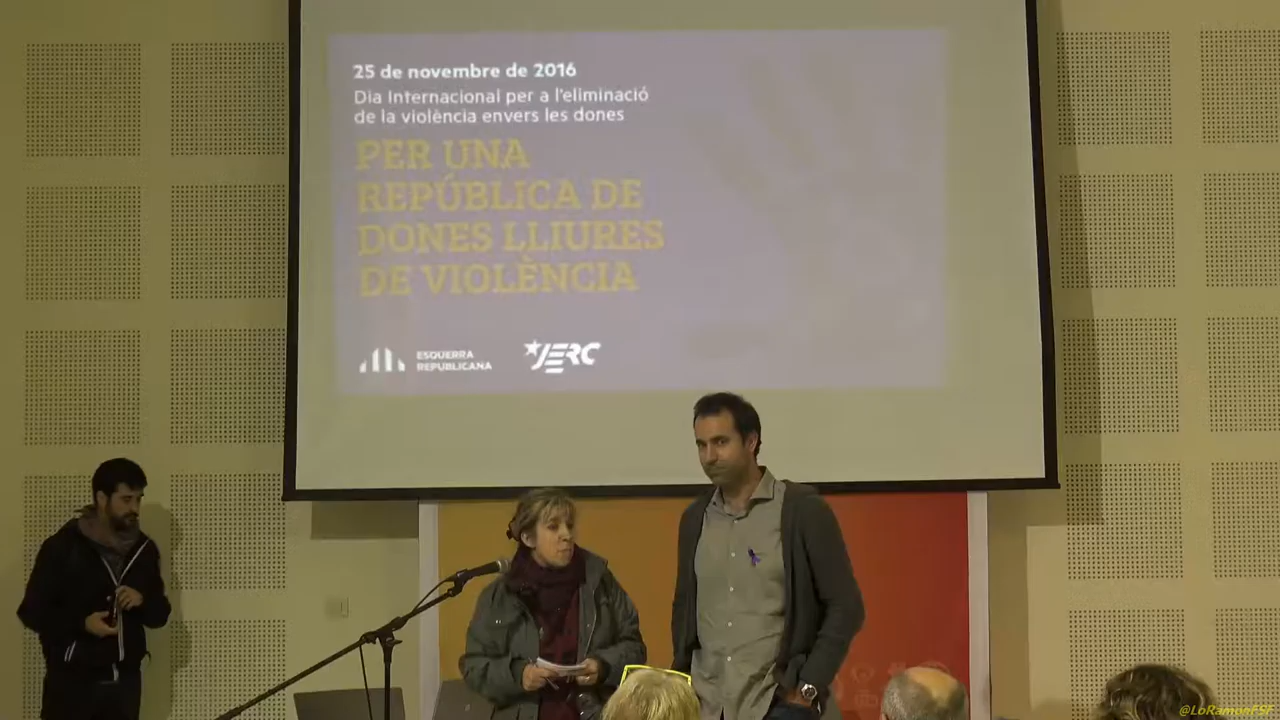 25 de novembre de 2016
Dia Internacional per a l'eliminació
de la violència envers les dones
PER UNA
REPÚBLICA DE
DONES LLIURES
DE VIOLÈNCIA
ESQUERRA
REPUBLICANA
JERC
@LoRamonFSF